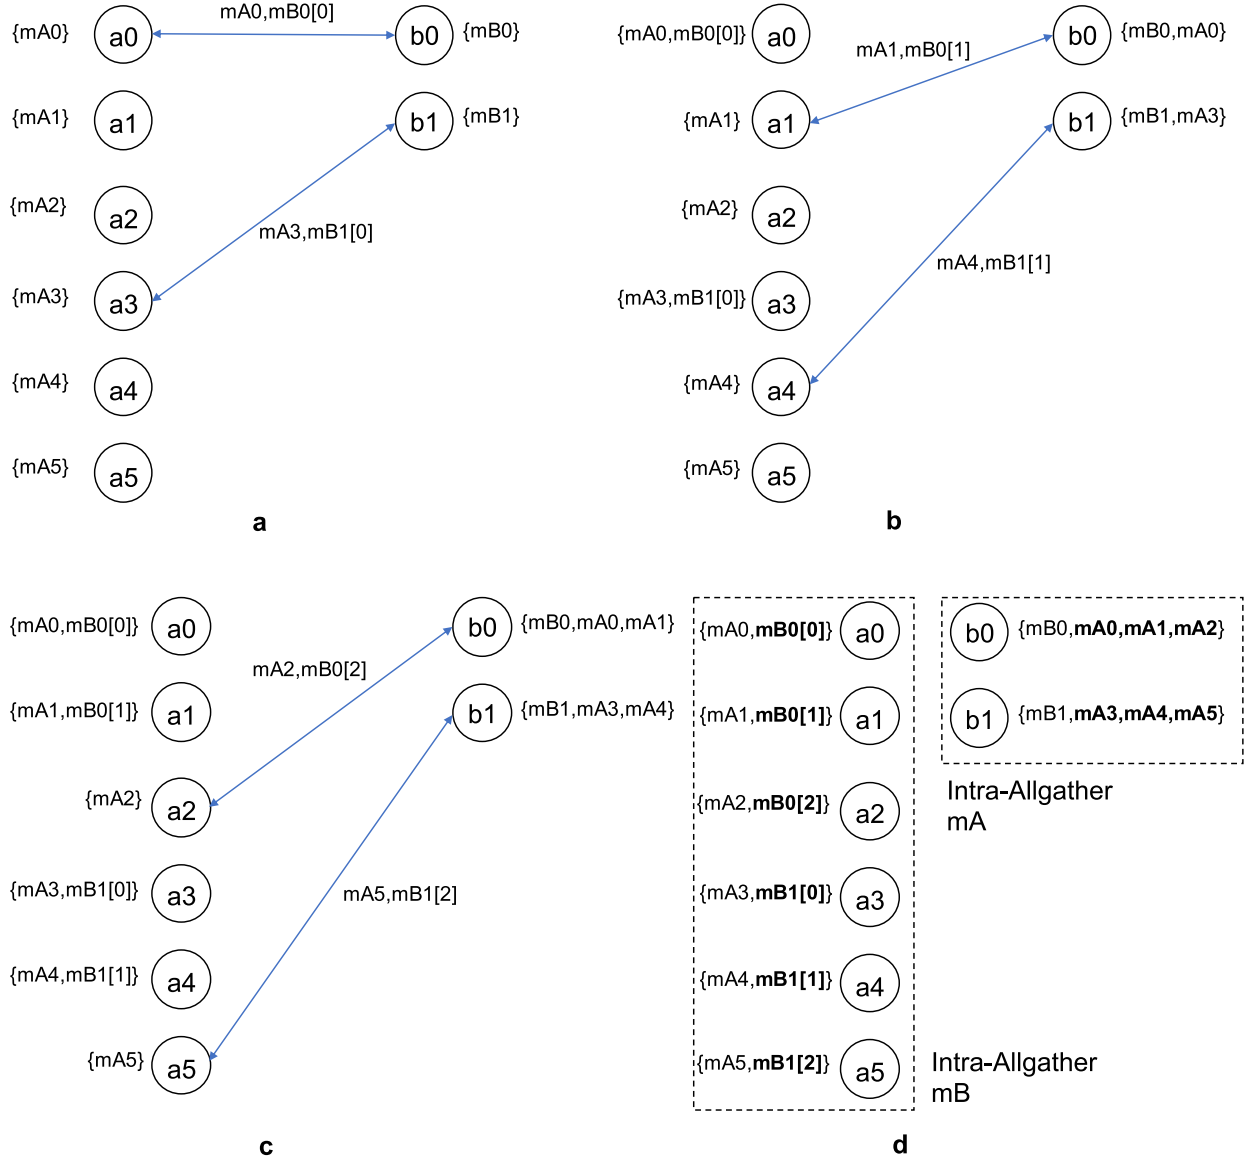 mA0,mB0[0]
{mA0} a0 b0 {mB0}
{mA1} a1 b1 {mB1}
{mA2} a2
mA3,mB1[0]
{mA3} a3
{mA4} a4
{mA5} a5
a
{mA0,mB0[0]} a0 b0 {mB0,mA0}
mA1,mB0[1]
{mA1} a1 b1 {mB1,mA3}
{mA2} a2
mA4,mB1[1]
{mA3,mB1[0]} a3
{mA4} a4
{mA5} a5
b
{mA0,mB0[0]} a0 b0 {mB0,mA0,mA1}
mA2,mB0[2]
{mA1,mB0[1]} a1 b1 {mB1,mA3,mA4}
{mA2} a2
{mA3,mB1[0]} a3
mA5,mB1[2]
{mA4,mB1[1]} a4
{mA5} a5
c
{mA0,mB0[0]} a0 b0 {mB0,mA0,mA1,mA2}
{mA1,mB0[1]} a1 b1 {mB1,mA3,mA4,mA5}
Intra-Allgather
mA
{mA2,mB0[2]} a2
{mA3,mB1[0]} a3
{mA4,mB1[1]} a4
{mA5,mB1[2]} a5
Intra-Allgather
mB
d